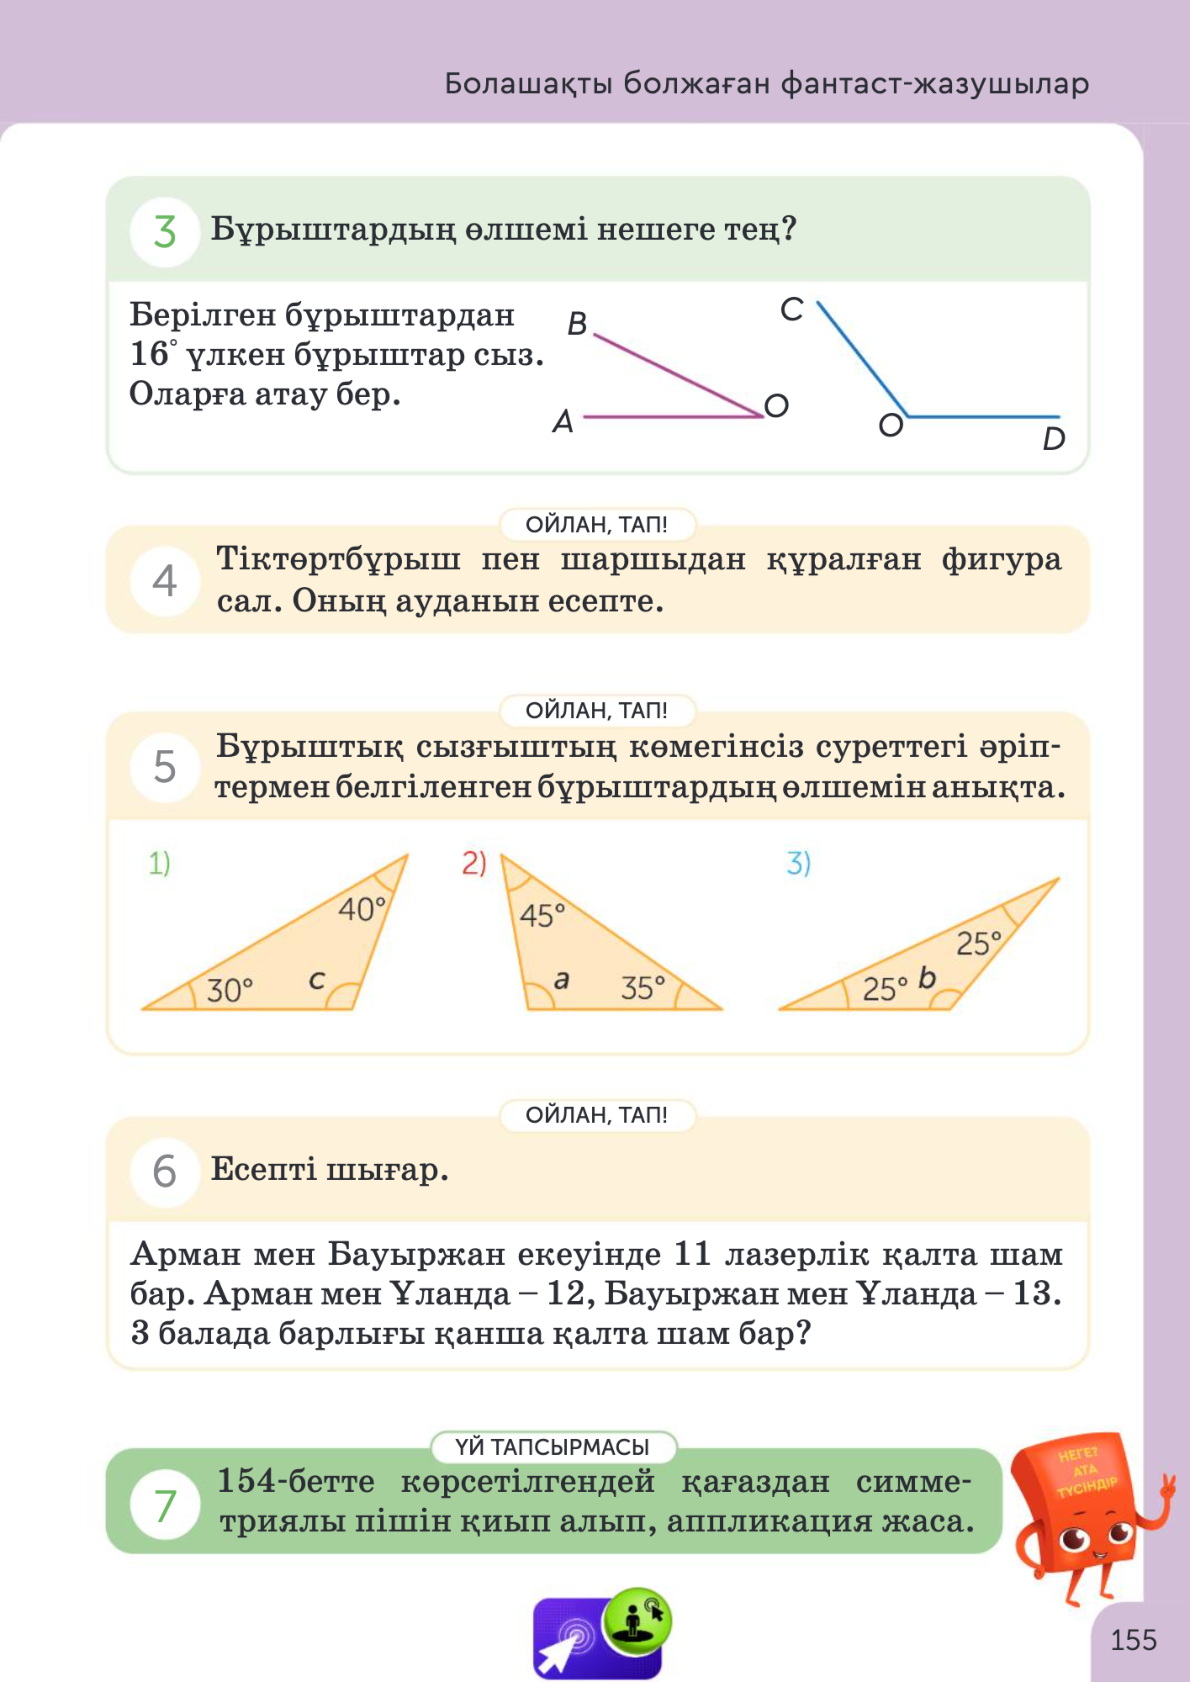 Болашақты болжаған фантаст-жазушылар
3 Бұрыштардың өлшемі нешеге тең?
Берілген бұрыштардан
16° үлкен бұрыштар сыз.
Оларға атау бер.
B
A
O
C
O
D
ОЙЛАН, ТАП!
4 Тіктөртбұрыш пен шаршыдан құралған фигура
сал. Оның ауданын есепте.
ОЙЛАН, ТАП!
5 Бұрыштық сызғыштың көмегінсіз суреттегі әріп-
термен белгіленген бұрыштардың өлшемін анықта.
1)
40°
30°
c
2)
45°
a
35°
3)
25°
25°
b
ОЙЛАН, ТАП!
6 Есепті шығар.
Арман мен Бауыржан екеуінде 11 лазерлік қалта шам
бар. Арман мен Ұланда – 12, Бауыржан мен Ұланда – 13.
3 балада барлығы қанша қалта шам бар?
ҮЙ ТАПСЫРМАСЫ
7 154-бетте көрсетілгендей қағаздан симме-
триялы пішін қиып алып, аппликация жаса.
НЕГЕ?
АТА
ТҮСІНДІР
155